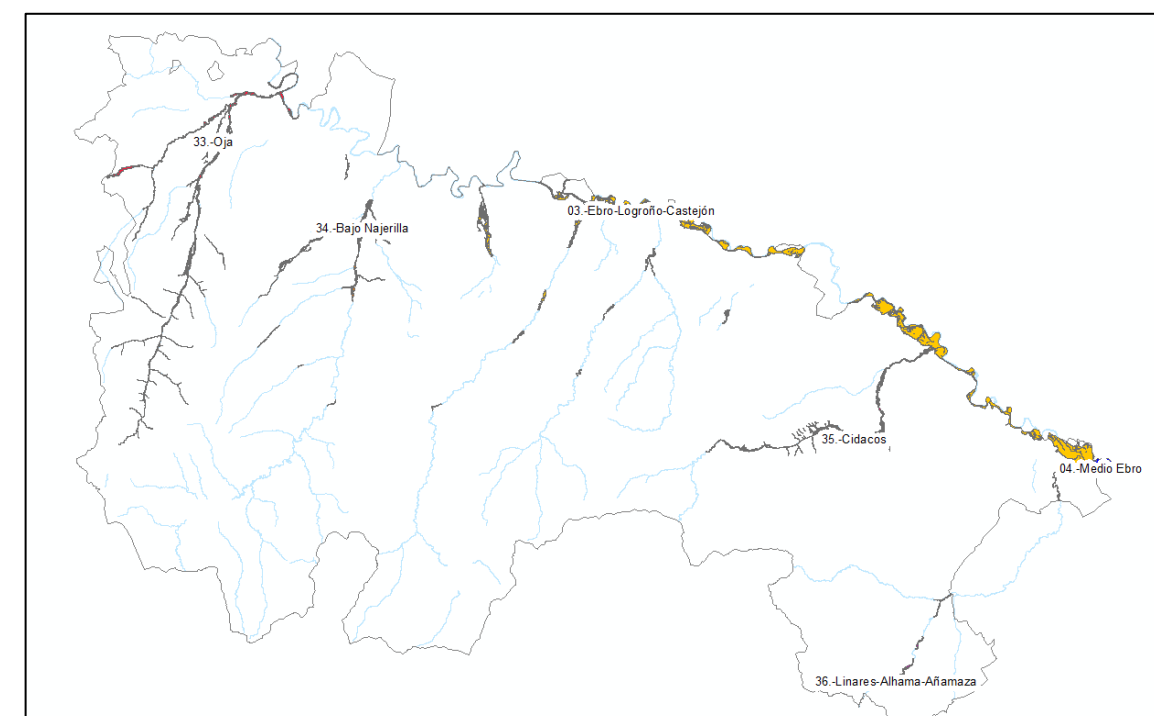 33.-Oja
03.-Ebro-Logroño-Castejón
34.-Bajo Najerilla
35.-Cidacos
04.-Medio Ebro
36.-Linares-Alhama-Añamaza